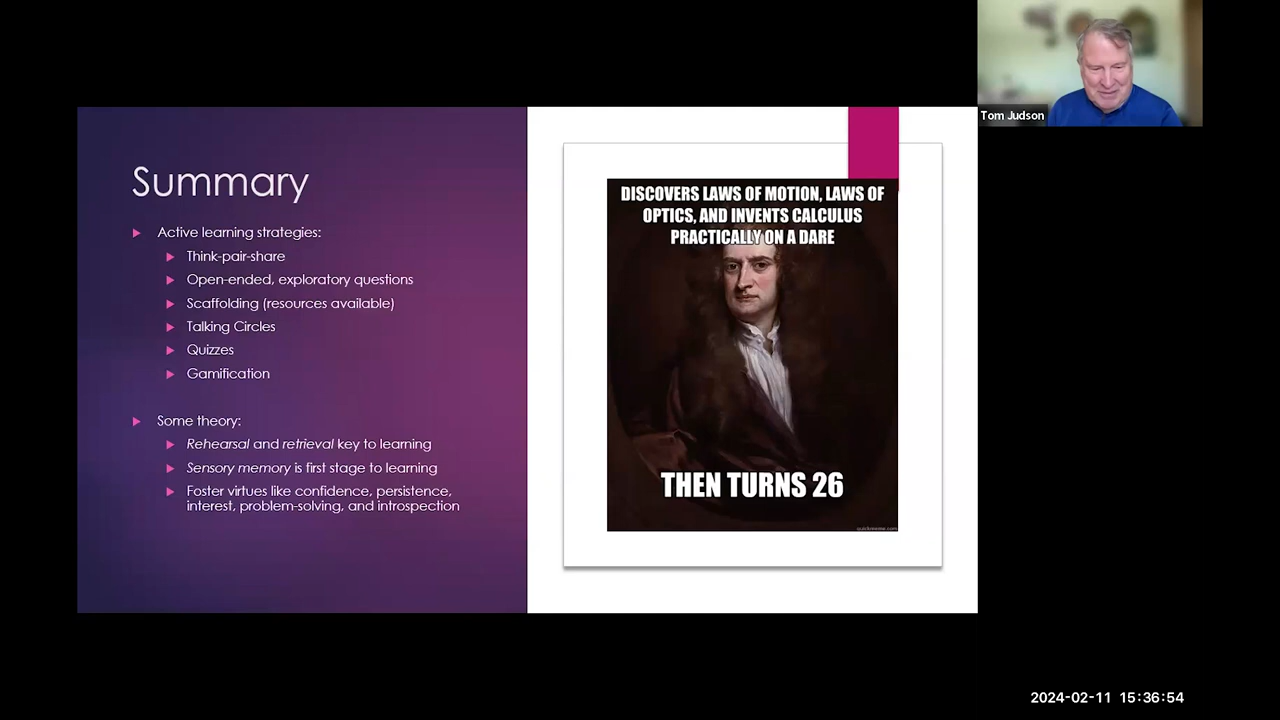 Summary
Active learning strategies:
Think-pair-share
Open-ended, exploratory questions
Scaffolding (resources available)
Talking Circles
Quizzes
Gamification
Some theory:
Rehearsal and retrieval key to learning
Sensory memory is first stage to learning
Foster virtues like confidence, persistence,
interest, problem-solving, and introspection
DISCOVERS LAWS OF MOTION, LAWS OF
OPTICS, AND INVENTS CALCULUS
PRACTICALLY ON A DARE
THEN TURNS 26
quickmeme.com
Tom Judson
2024-02-11 15:36:54